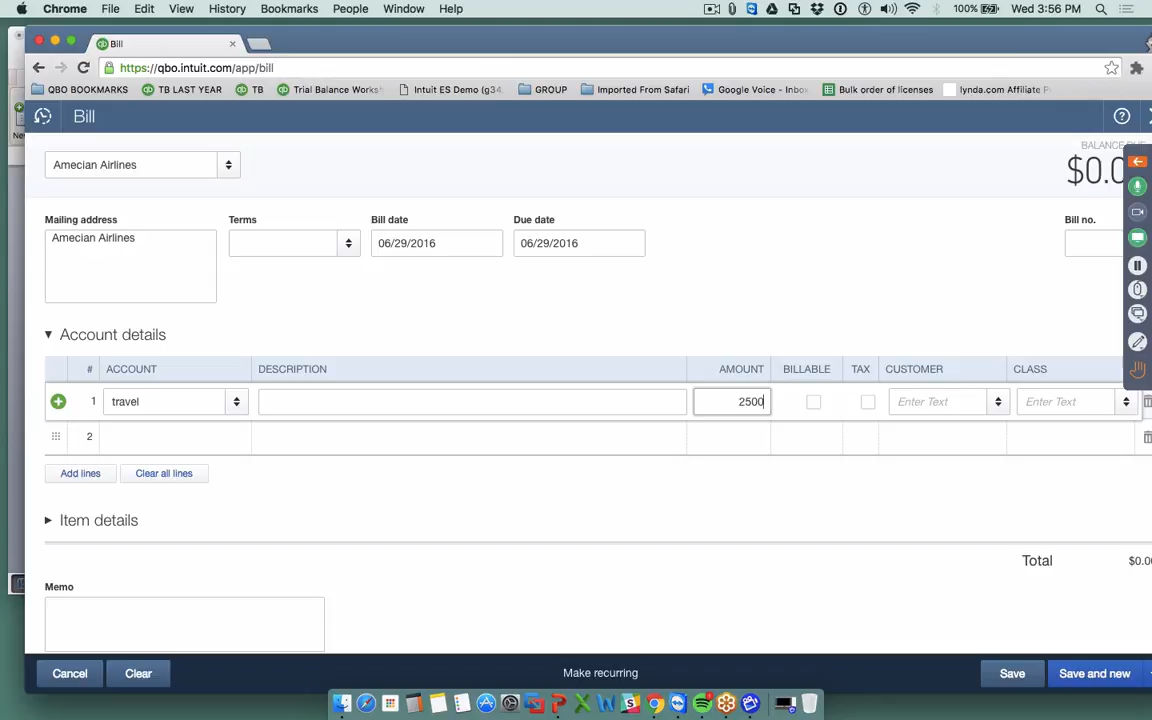 Chrome File Edit View History Bookmarks People Window Help 100% Wed 3:56 PM
Bill
https://qbo.intuit.com/app/bill
QBO BOOKMARKS TB LAST YEAR TB Trial Balance Works Intuit ES Demo (g34. GROUP Imported From Safari Google Voice - Inbo Bulk order of licenses lynda.com Affiliate P
Bill
BALANCE DUE
Amecian Airlines
$0.0
Mailing address Terms Bill date Due date Bill no.
Amecian Airlines
06/29/2016 06/29/2016
Account details
# ACCOUNT DESCRIPTION AMOUNT BILLABLE TAX CUSTOMER CLASS
1 travel 2500 Enter Text Enter Text
2
Add lines Clear all lines
Item details
Total $0.00
Memo
Cancel Clear Make recurring Save Save and new